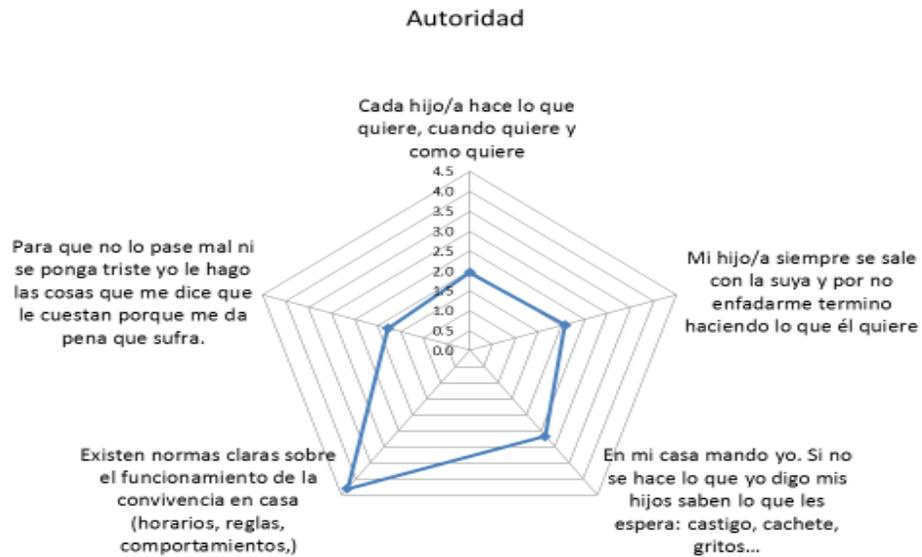 Autoridad
Cada hijo/a hace lo que
quiere, cuando quiere y
como quiere
4.5
4.0
3.5
3.0
2.5
2.0
1.5
1.0
0.5
0.0
Mi hijo/a siempre se sale
con la suya y por no
enfadarme termino
haciendo lo que él quiere
En mi casa mando yo. Si no
se hace lo que yo digo mis
hijos saben lo que les
espera: castigo, cachete,
gritos...
Existen normas claras sobre
el funcionamiento de la
convivencia en casa
(horarios, reglas,
comportamientos,)
Para que no lo pase mal ni
se ponga triste yo le hago
las cosas que me dice que
le cuestan porque me da
pena que sufra.